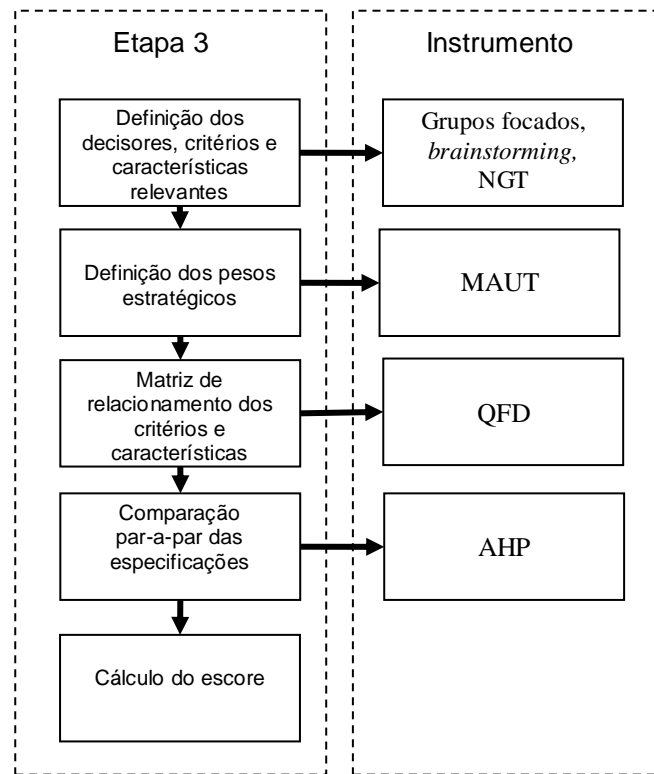 Etapa 3
Instrumento
Definição dos
decisores, critérios e
características
relevantes
Grupos focados,
brainstorming,
NGT
Definição dos pesos
estratégicos
MAUT
Matriz de
relacionamento dos
critérios e
características
QFD
Comparação
par-a-par das
especificações
AHP
Cálculo do escore